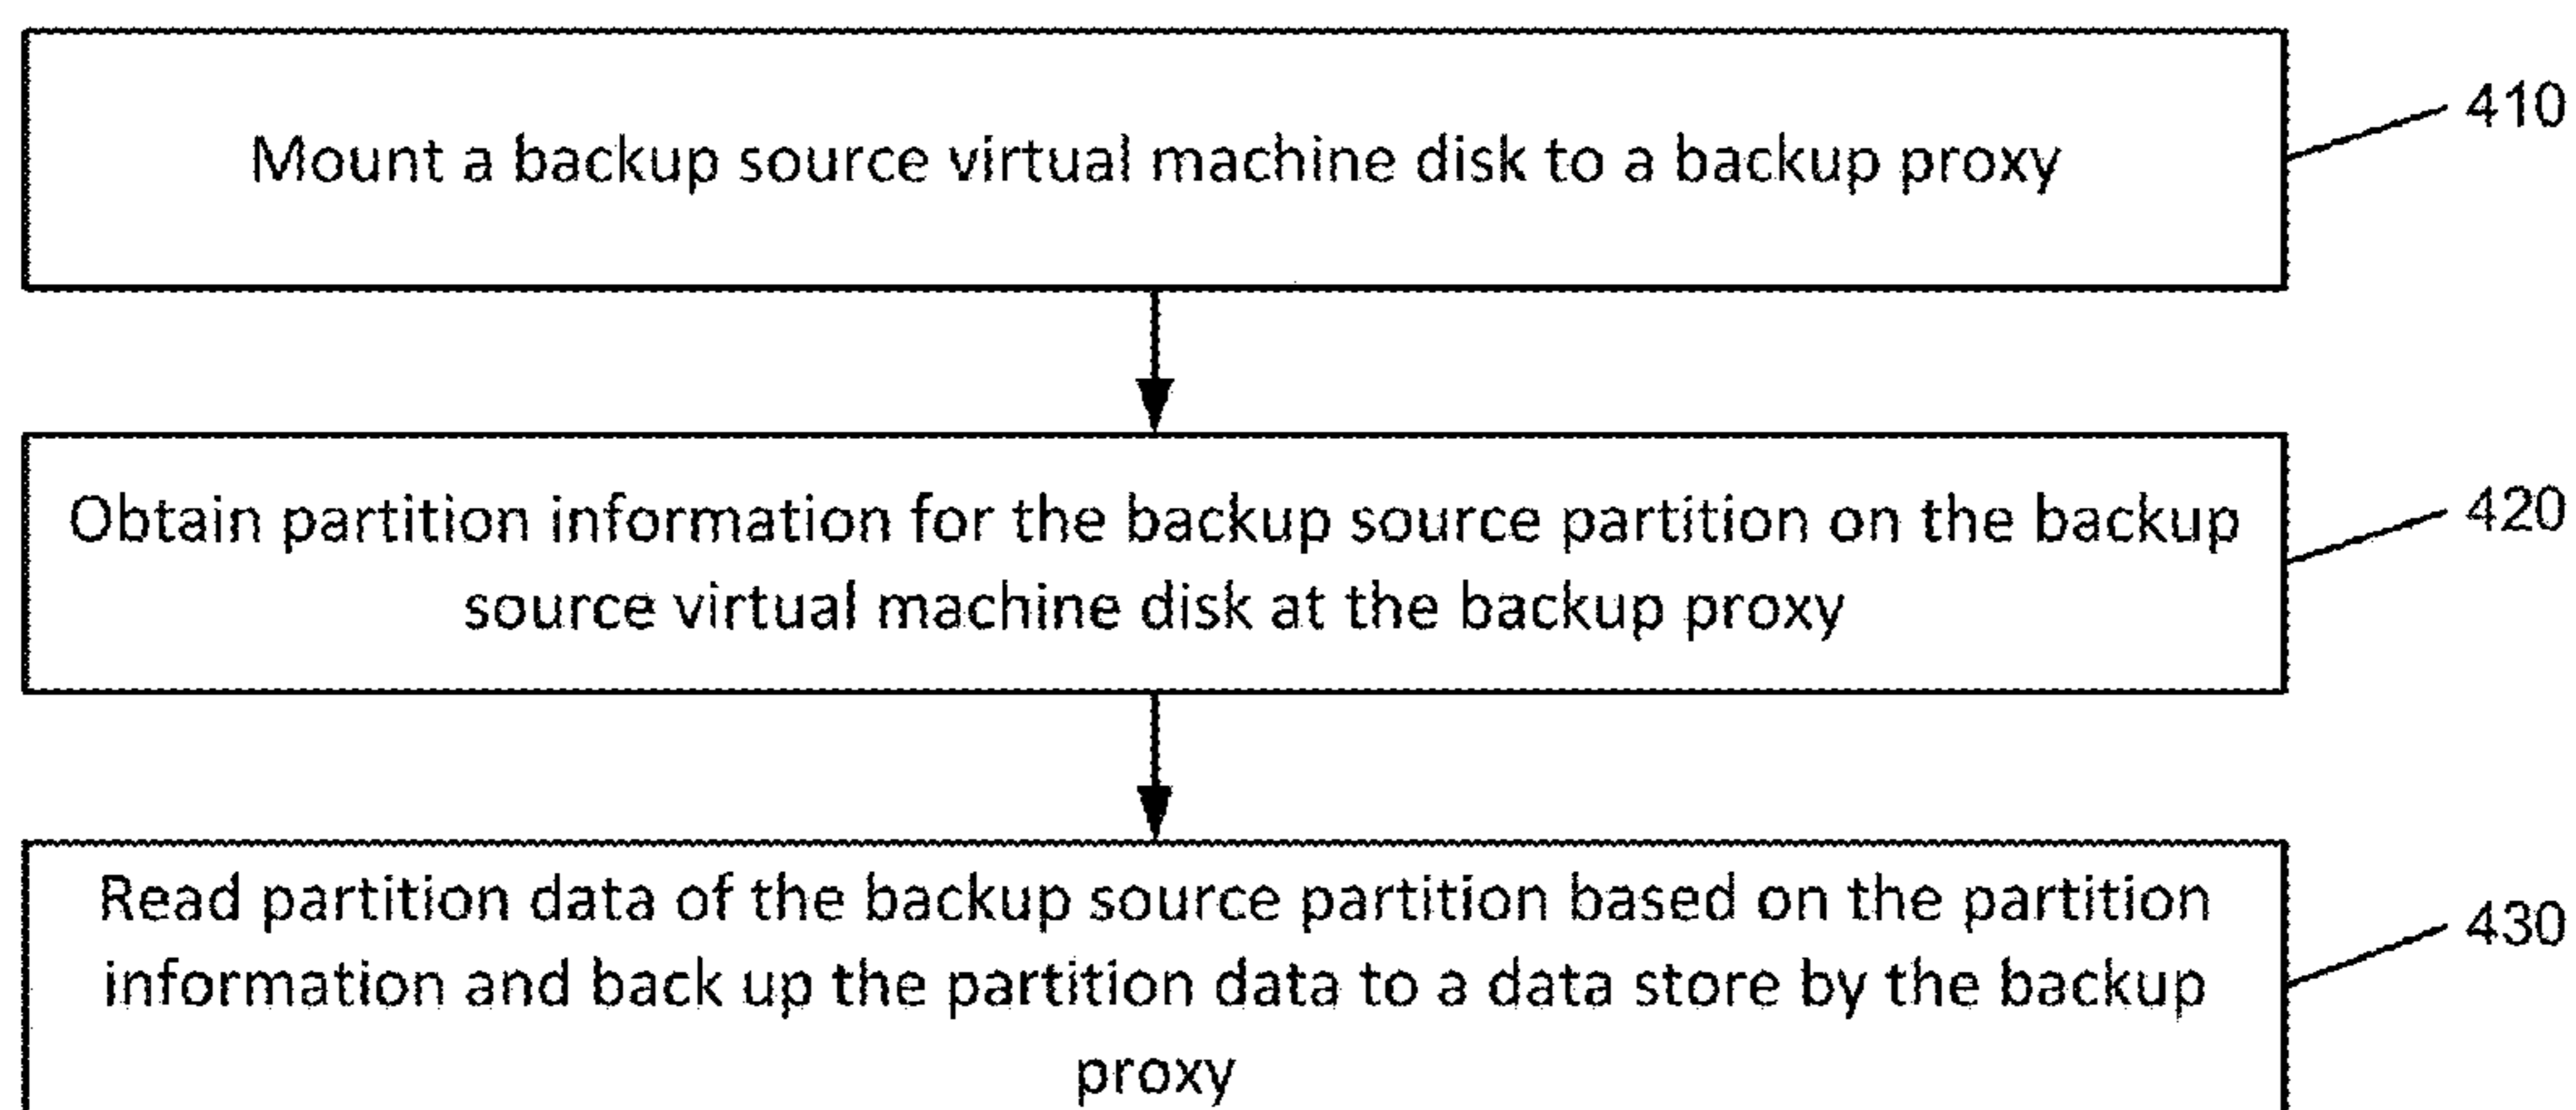 Mount a backup source virtual machine disk to a backup proxy
410
Obtain partition information for the backup source partition on the backup
source virtual machine disk at the backup proxy
420
Read partition data of the backup source partition based on the partition
information and back up the partition data to a data store by the backup
proxy
430